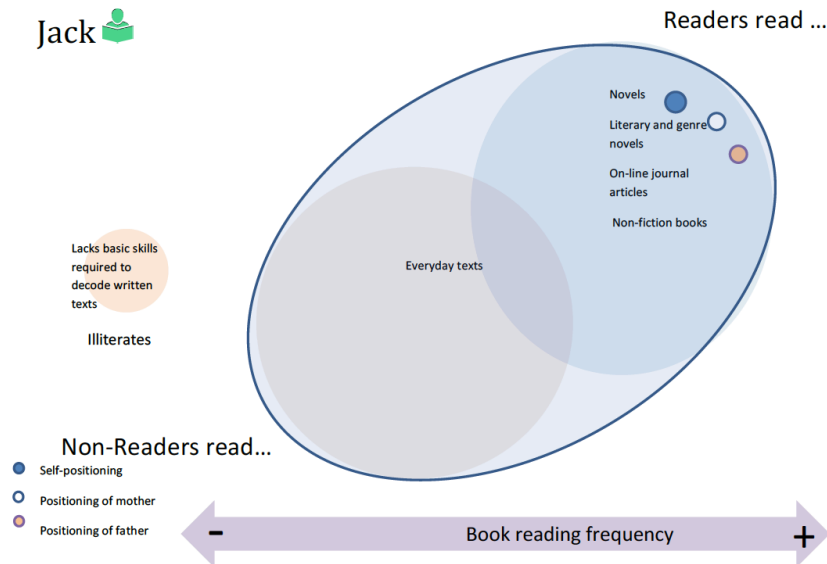 Jack
Readers read …
Novels
Literary and genre
novels
On-line journal
articles
Non-fiction books
Everyday texts
Lacks basic skills
required to
decode written
texts
Illiterates
Non-Readers read…
Self-positioning
Positioning of mother
Positioning of father
- Book reading frequency +